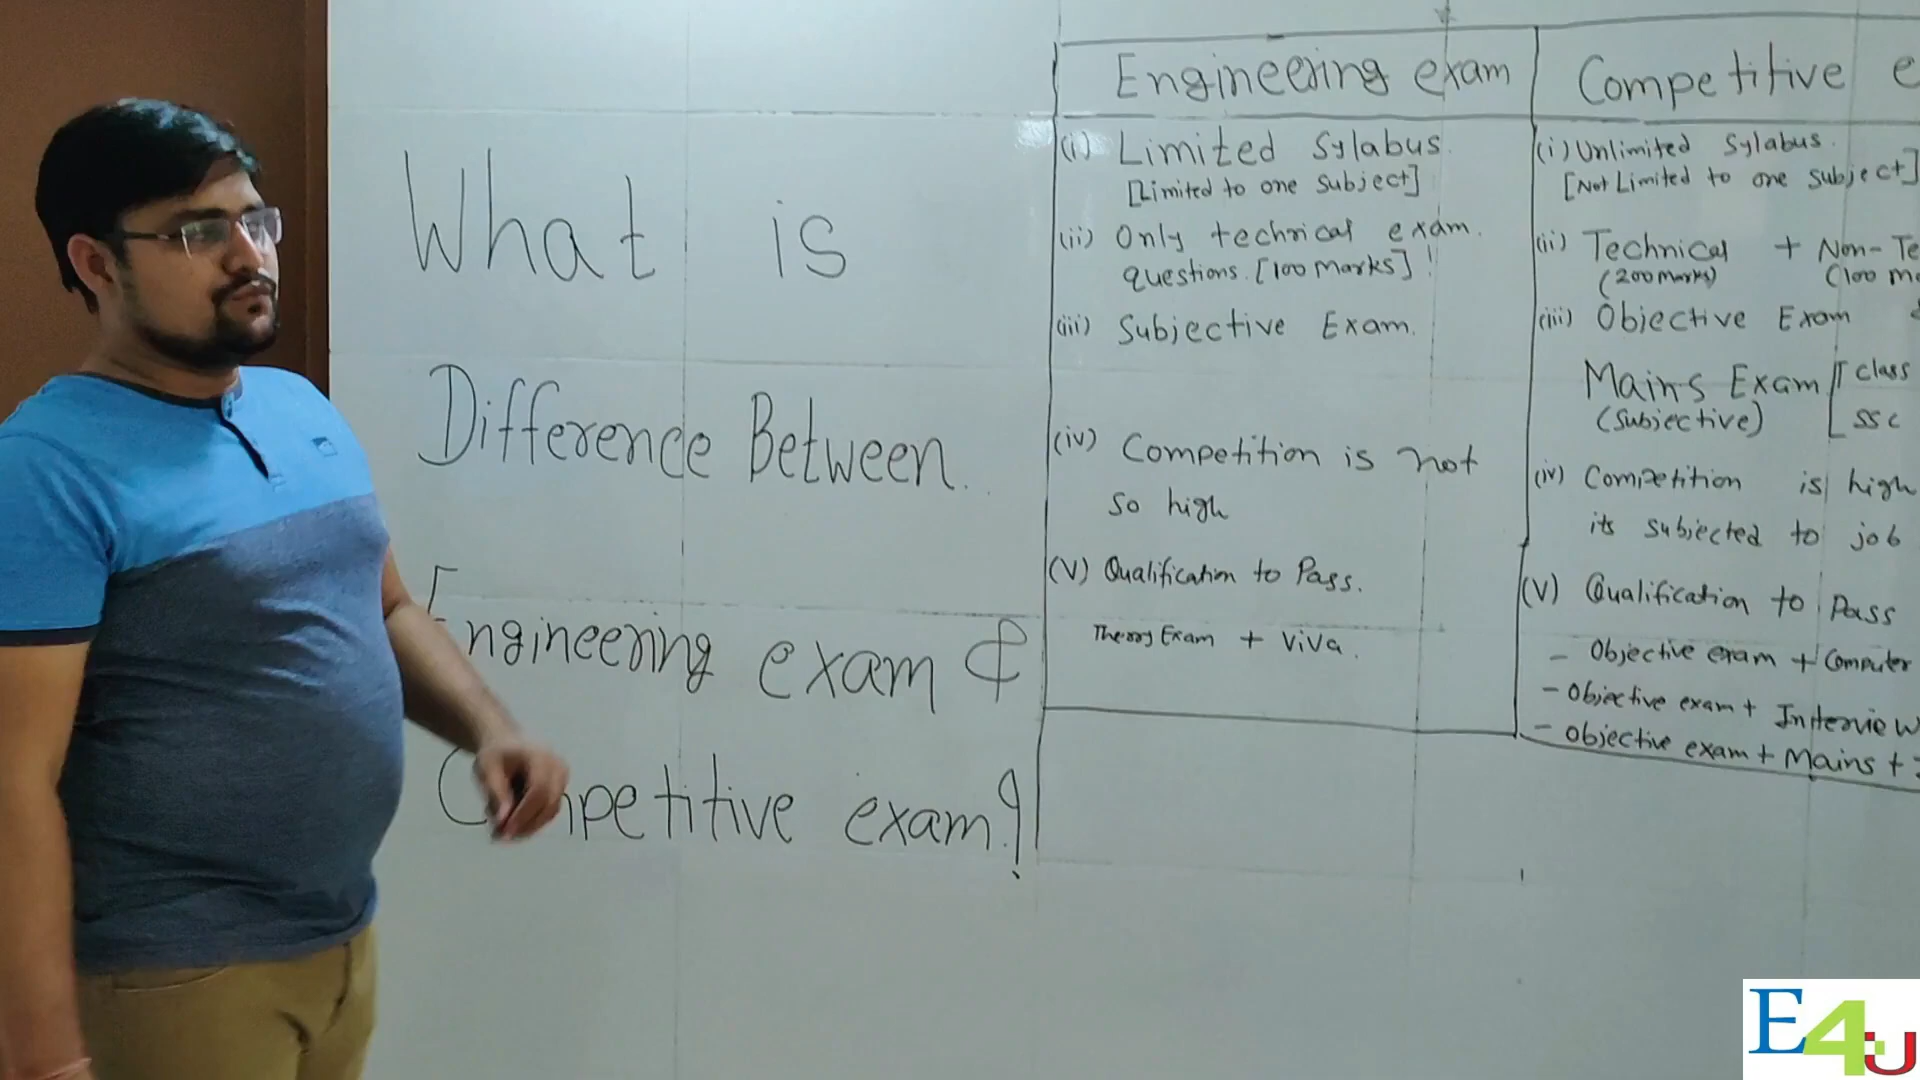 What is
Difference Between.
Engineering exam &
Competitive exam?
Engineering exam
(i) Limited Sylabus.
[Limited to one Subject]
(ii) Only technical exam.
questions. [100 Marks]
(iii) Subjective Exam.
(iv) Competition is not
so high
(V) Qualification to Pass.
Theory Exam + Viva.
Competitive e
(i) Unlimited Sylabus.
[Not Limited to one Subject]
(ii) Technical + Non-Te
(200 marks) (100 ma
(iii) Objective Exam &
Mains Exam [ Class
(Subjective) [ SSC
(iv) Competition is high
its subjected to job
(V) Qualification to Pass
- Objective exam + Computer
- Objective exam + Interview
- Objective exam + Mains +
E4U